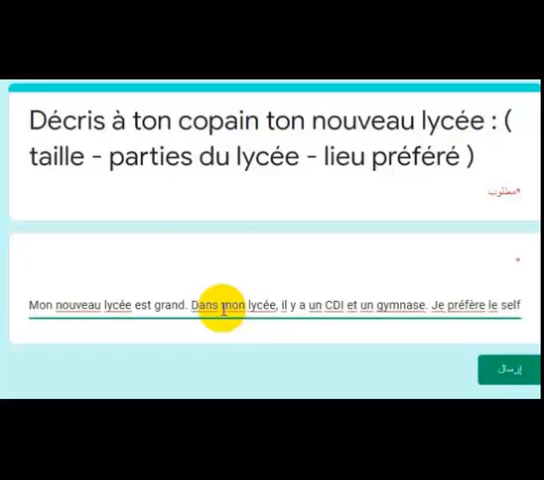 Décris à ton copain ton nouveau lycée : (
taille - parties du lycée - lieu préféré )
*مطلوب
*
Mon nouveau lycée est grand. Dans mon lycée, il y a un CDI et un gymnase. Je préfère le self
إرسال